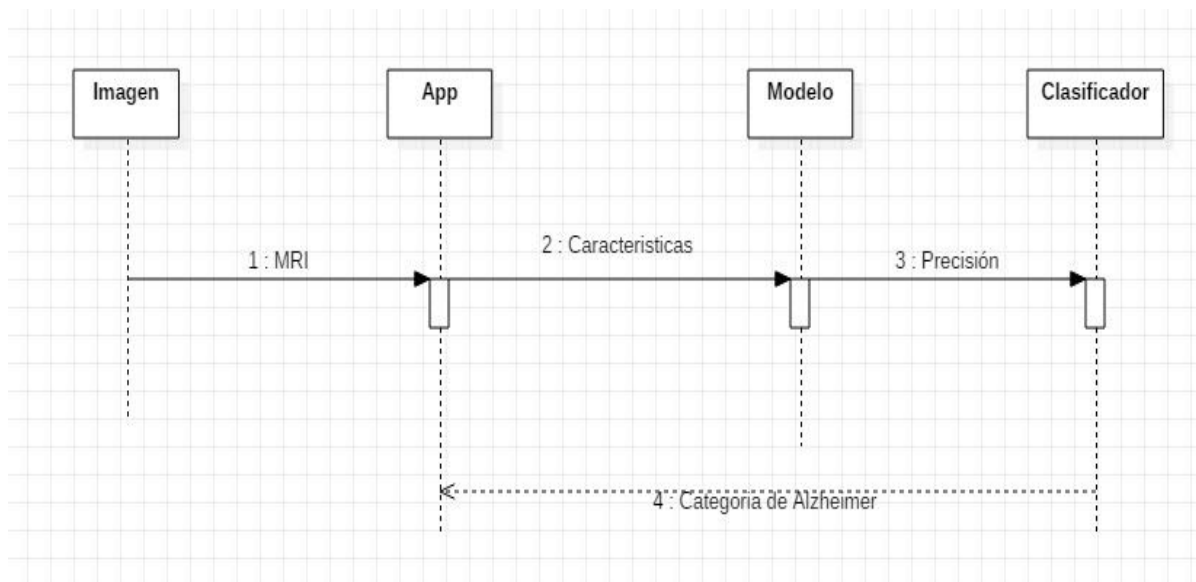 Imagen
App
Modelo
Clasificador
1 : MRI
2 : Caracteristicas
3 : Precisión
4 : Categoria de Alzheimer